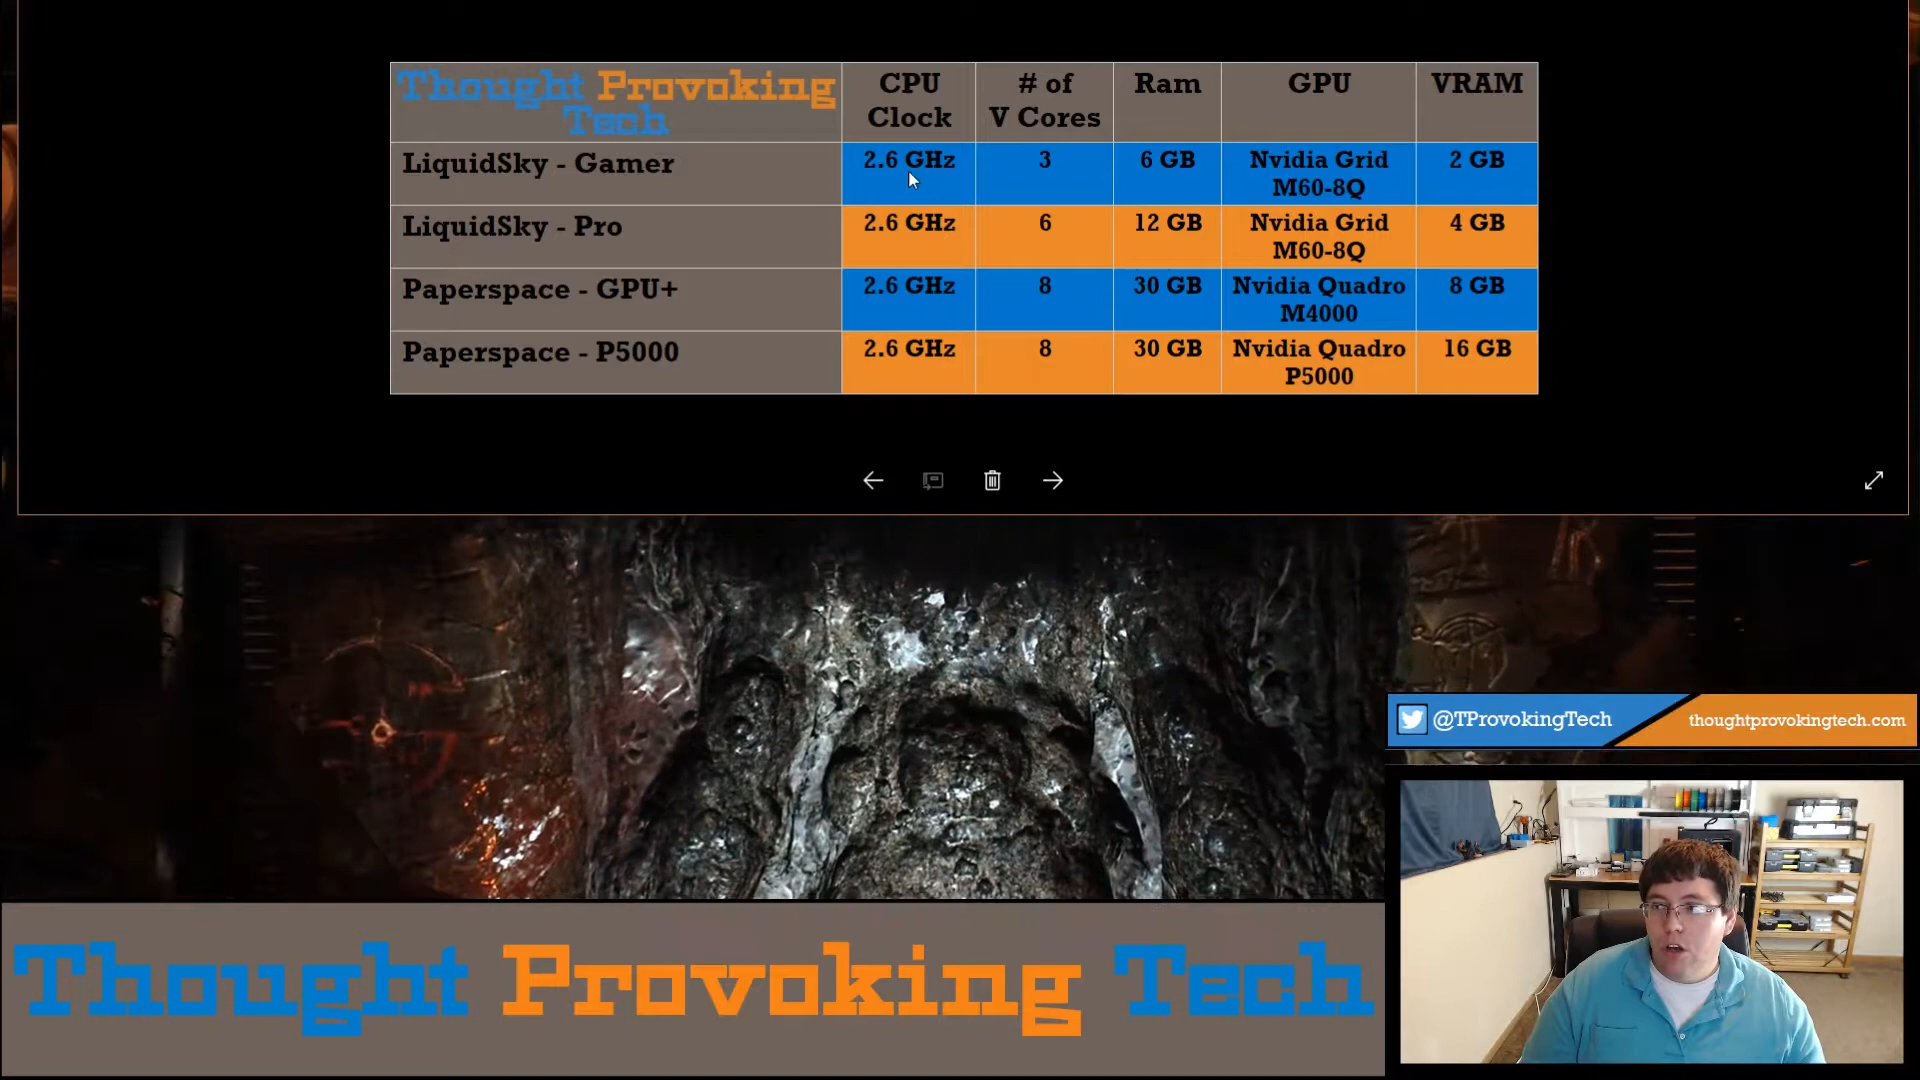 Thought Provoking
Tech
CPU
Clock
# of
V Cores
Ram
GPU
VRAM
LiquidSky - Gamer
2.6 GHz
3
6 GB
Nvidia Grid
M60-8Q
2 GB
LiquidSky - Pro
2.6 GHz
6
12 GB
Nvidia Grid
M60-8Q
4 GB
Paperspace - GPU+
2.6 GHz
8
30 GB
Nvidia Quadro
M4000
8 GB
Paperspace - P5000
2.6 GHz
8
30 GB
Nvidia Quadro
P5000
16 GB
@TProvokingTech
thoughtprovokingtech.com
Thought Provoking Tech